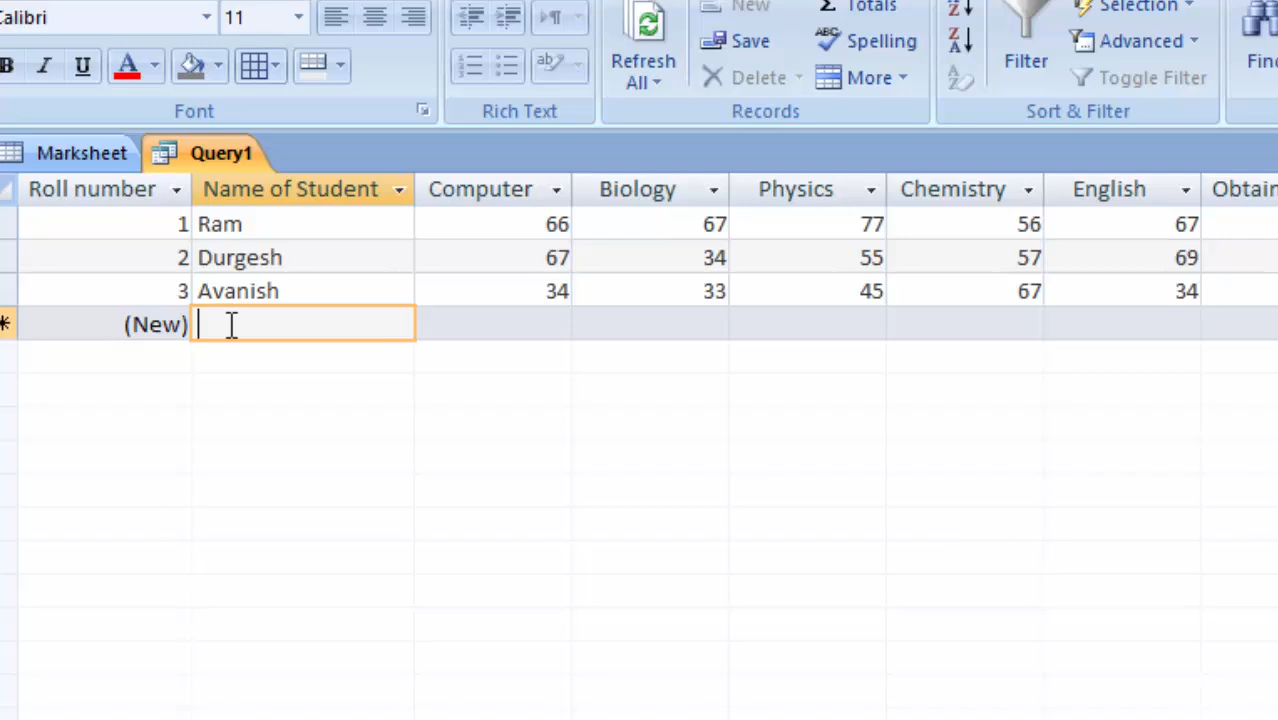 Calibri 11
New Totals Selection
Save Spelling Advanced
Refresh All Delete More Filter Toggle Filter
B I U
Font Rich Text Records Sort & Filter
Marksheet Query1
Roll number Name of Student Computer Biology Physics Chemistry English
1 Ram 66 67 77 56 67
2 Durgesh 67 34 55 57 69
3 Avanish 34 33 45 67 34
(New)